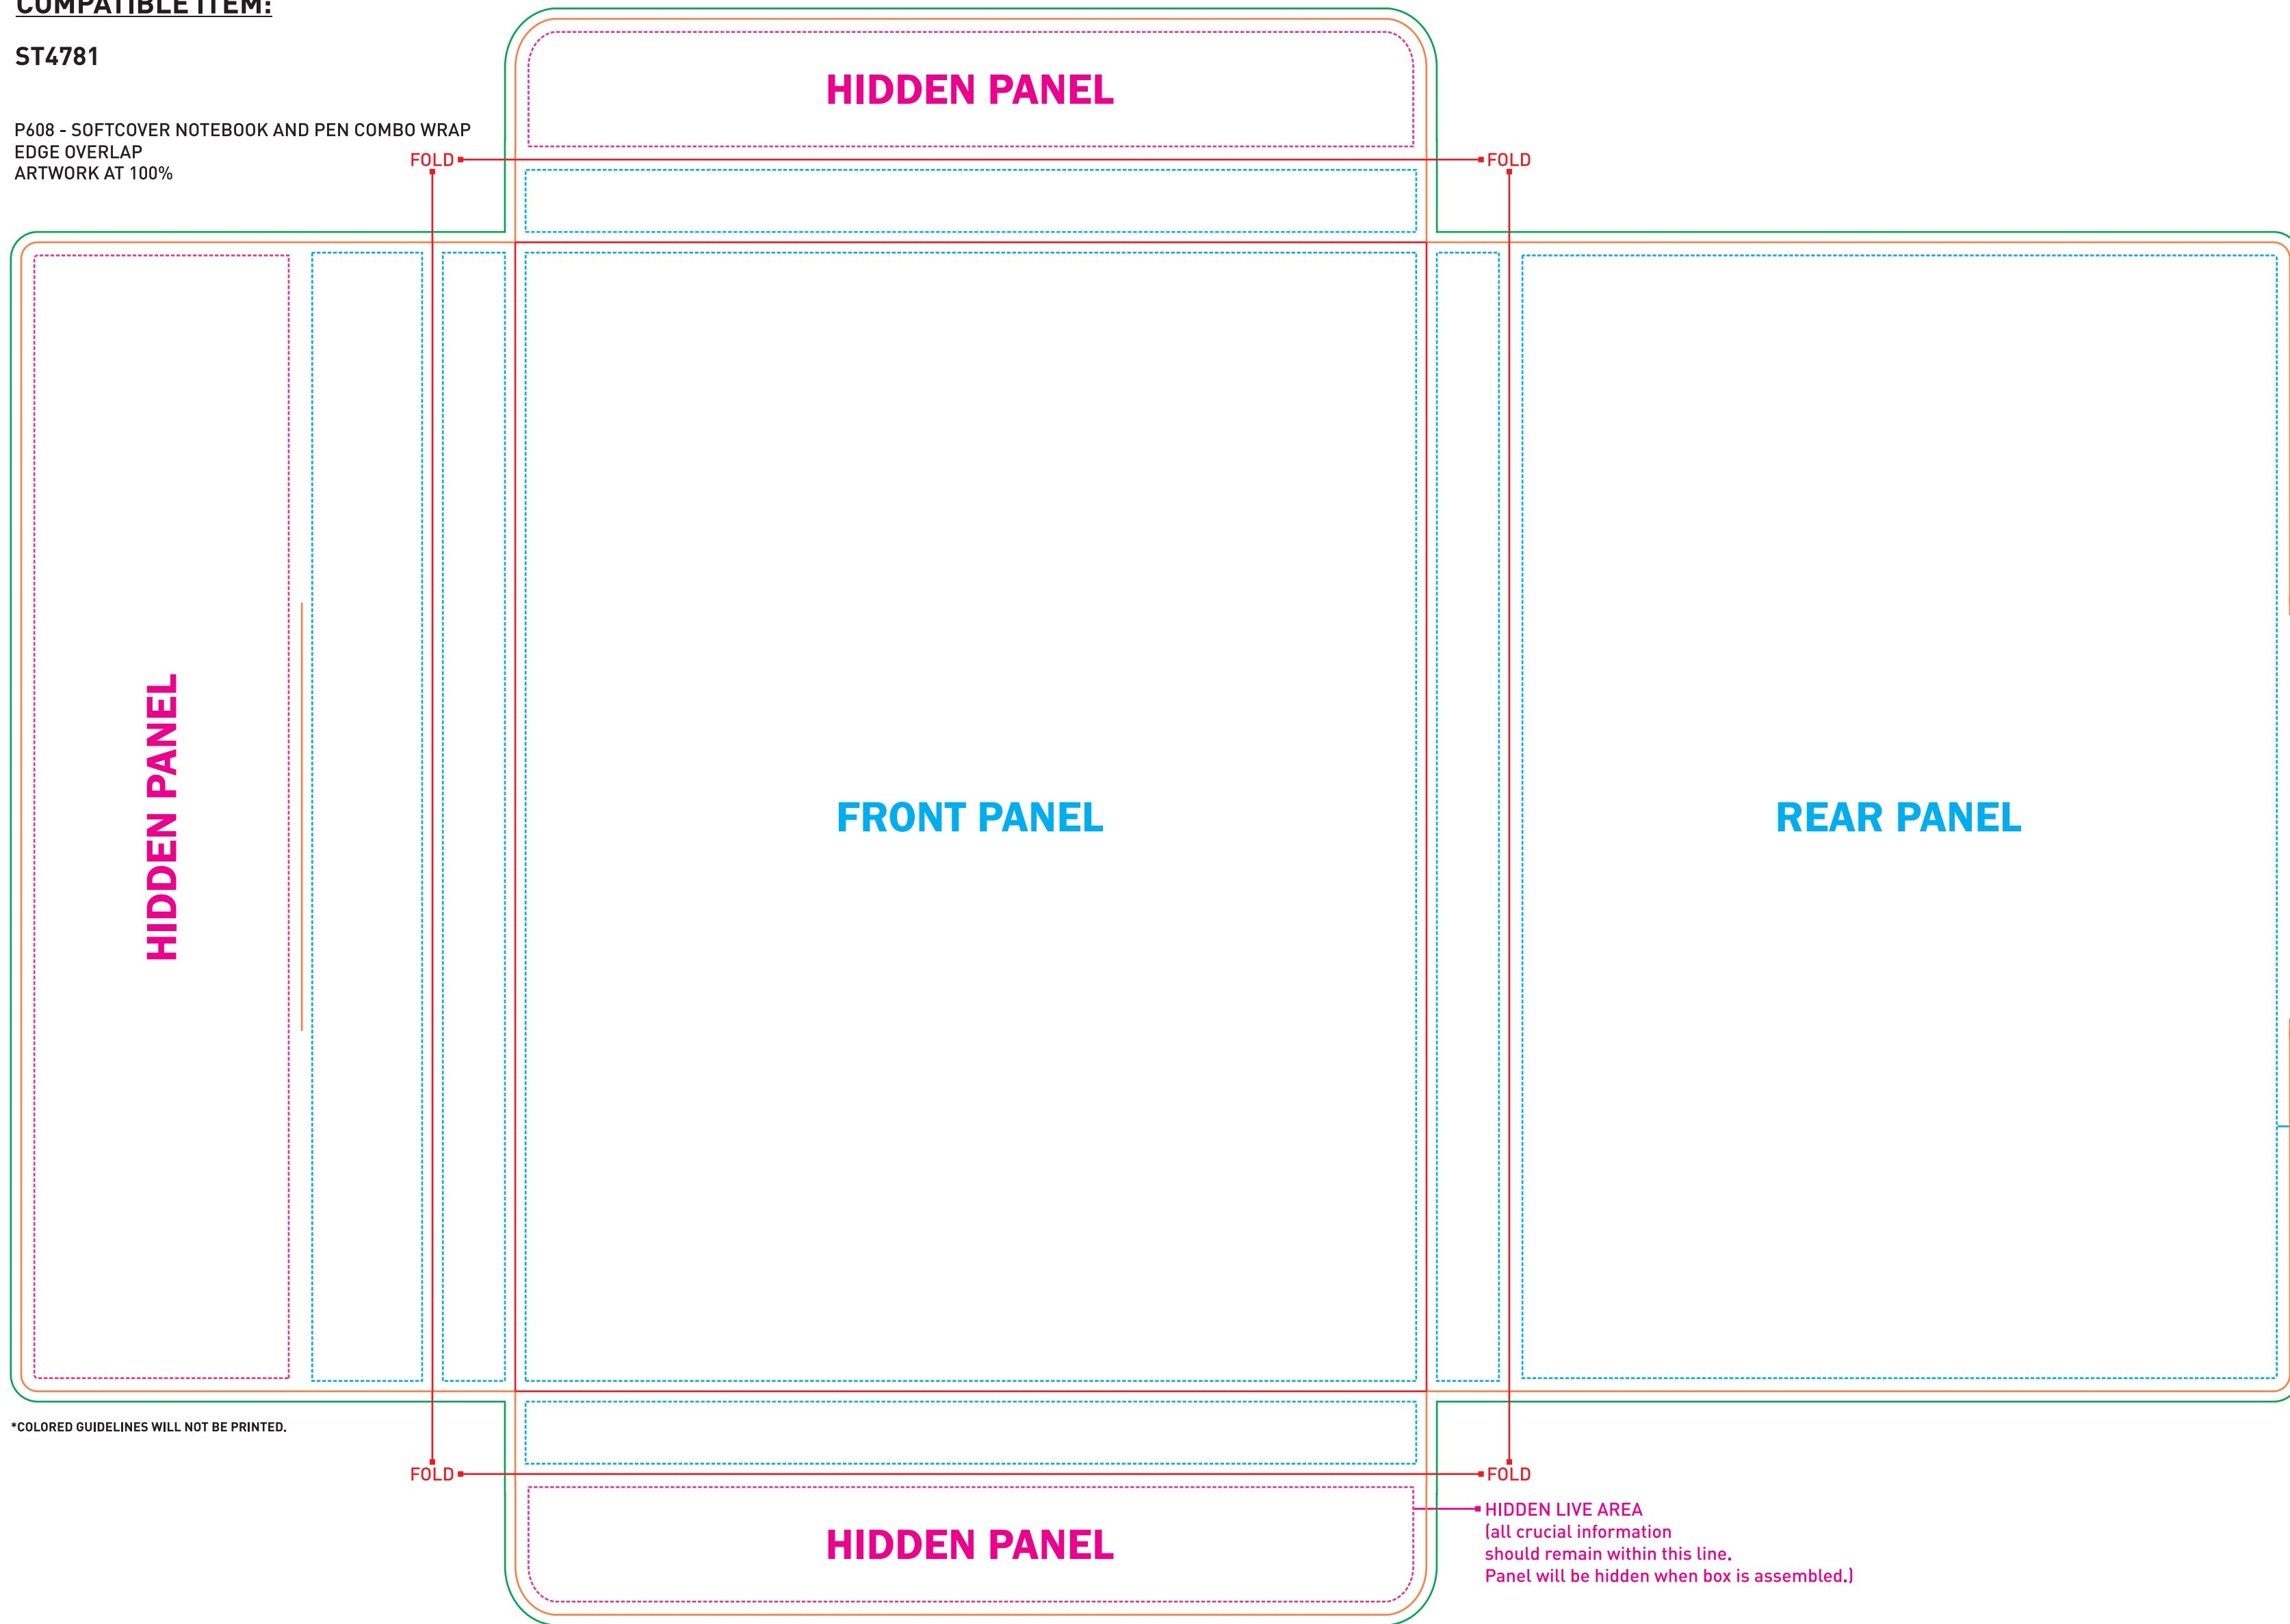 COMPATIBLE ITEM:
ST4781
P608 - SOFTCOVER NOTEBOOK AND PEN COMBO WRAP
EDGE OVERLAP
ARTWORK AT 100%
HIDDEN PANEL
FOLD
FOLD
HIDDEN PANEL
FRONT PANEL
REAR PANEL
*COLORED GUIDELINES WILL NOT BE PRINTED.
FOLD
FOLD
HIDDEN PANEL
HIDDEN LIVE AREA
(all crucial information
should remain within this line.
Panel will be hidden when box is assembled.)